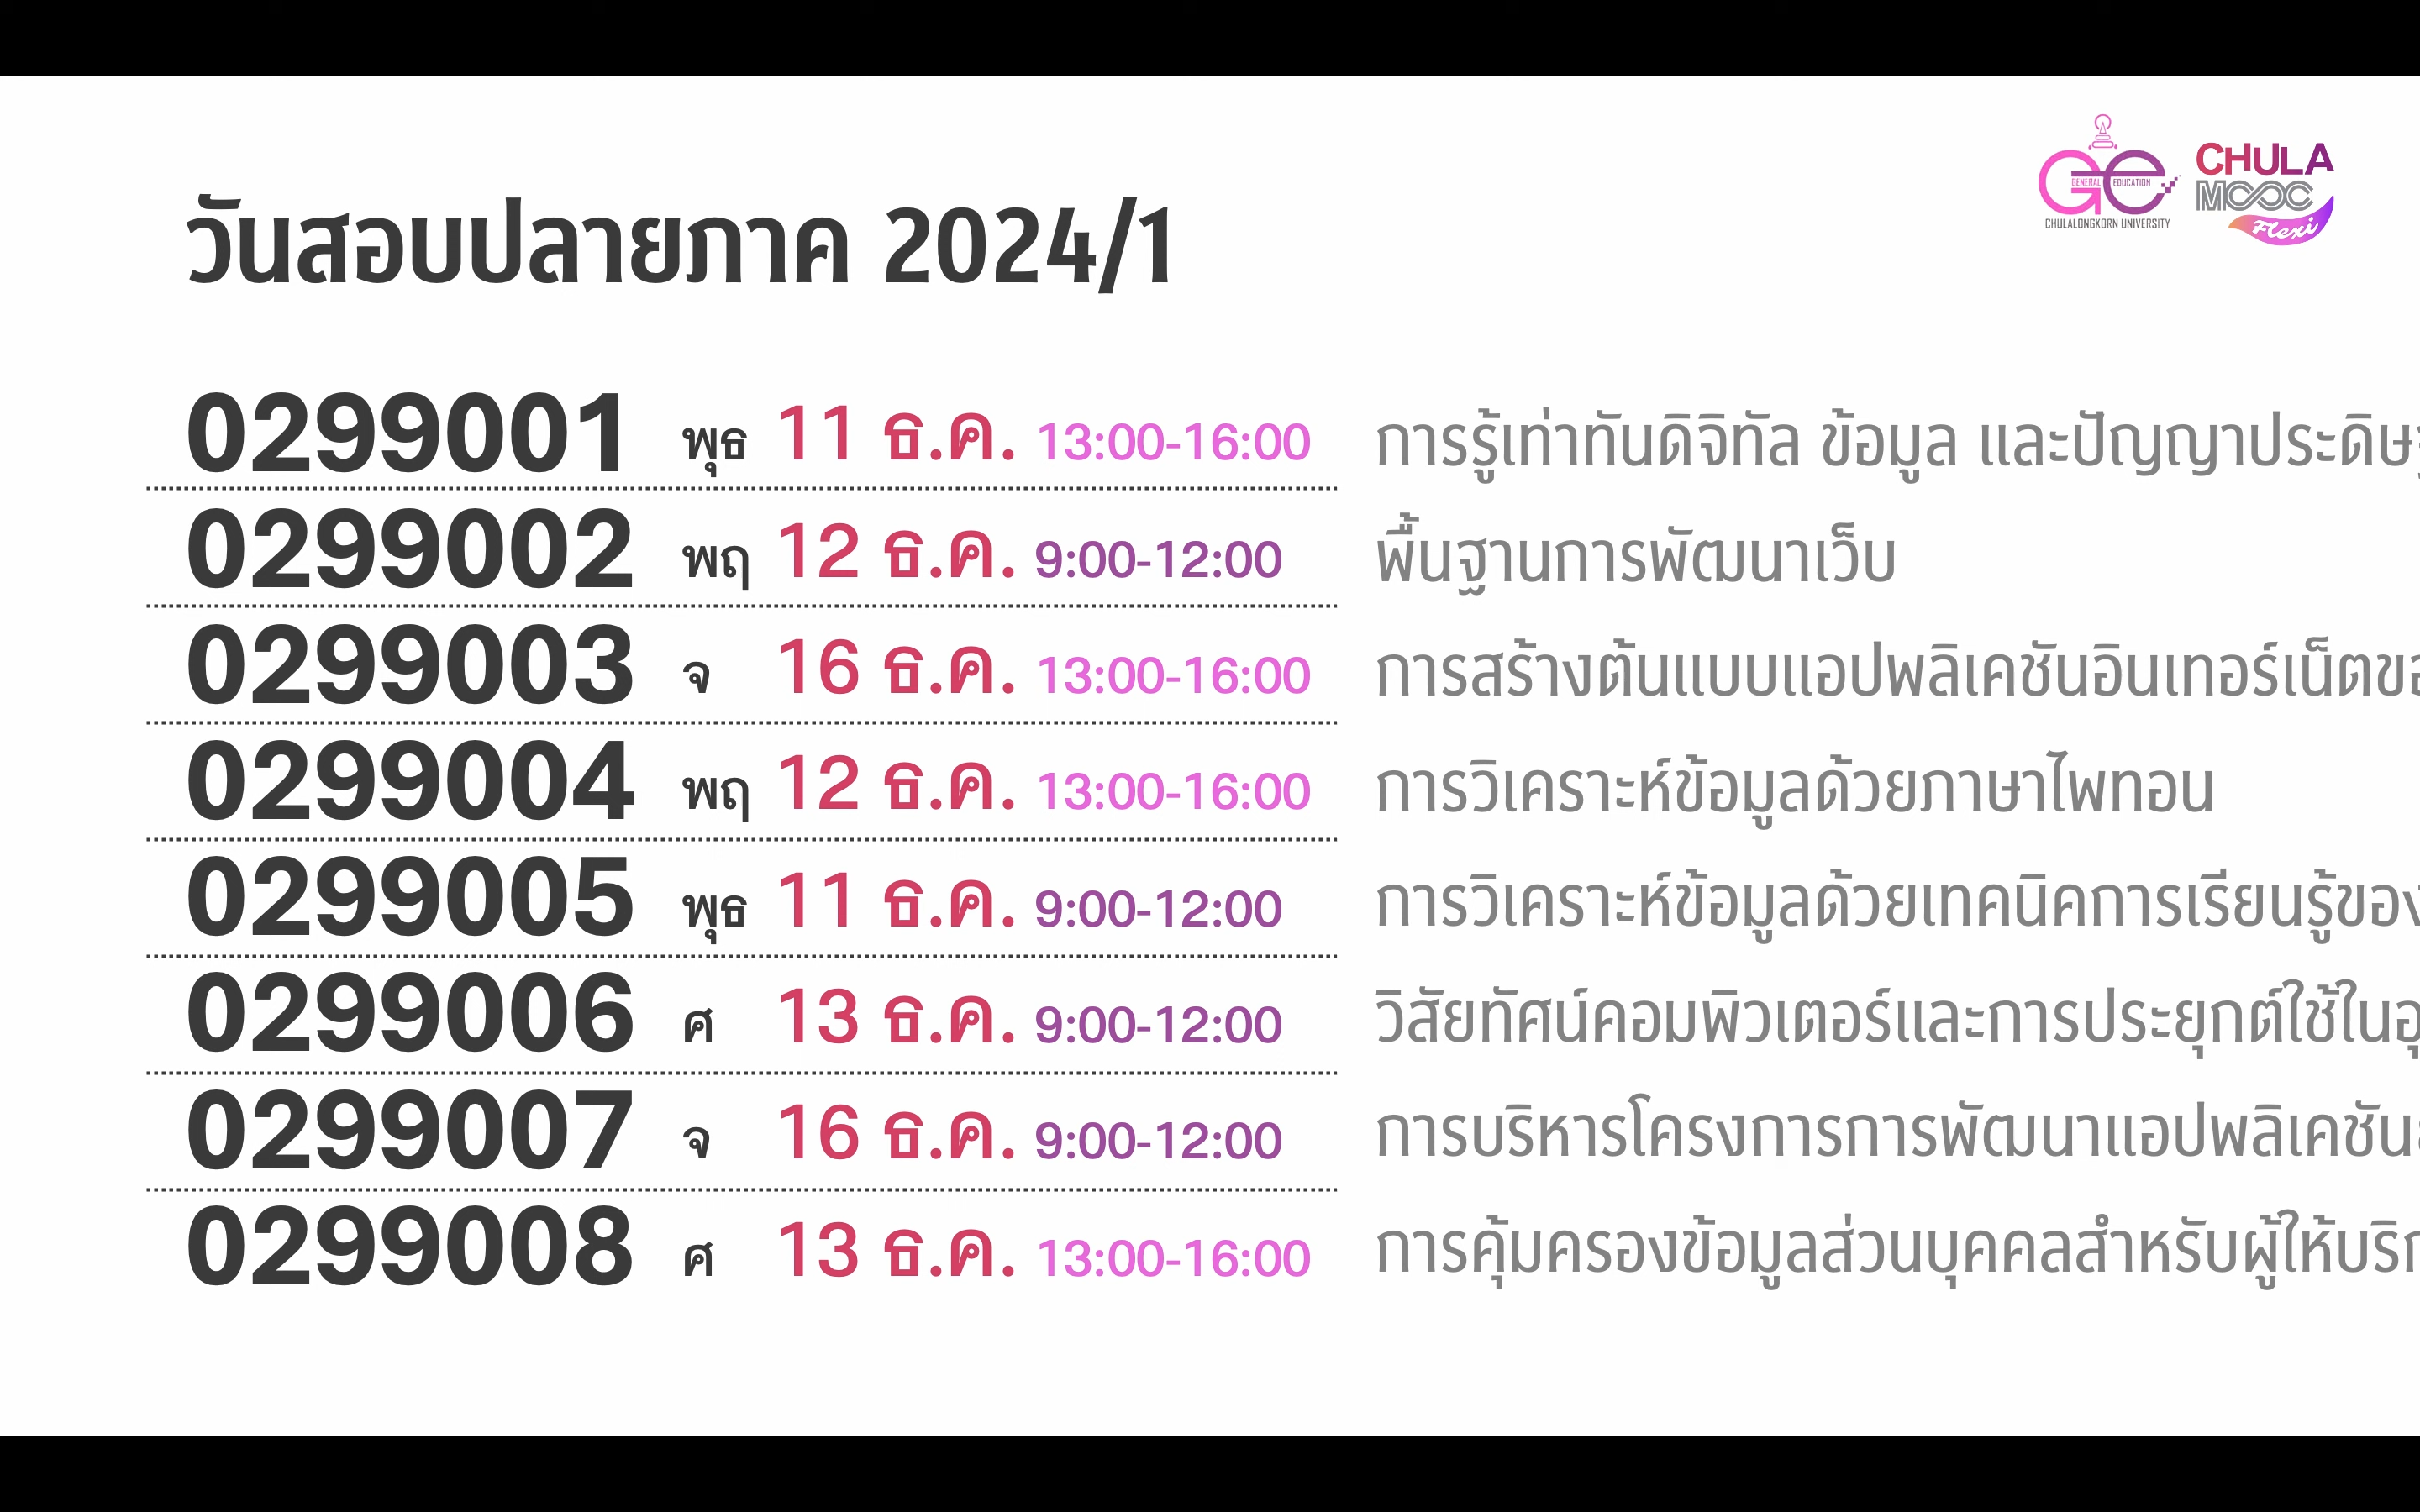 GENERAL EDUCATION
CHULALONGKORN UNIVERSITY
CHULA
MOOC
Flexi
วันสอบปลายภาค 2024/1
0299001 พุธ 11 ธ.ค. 13:00-16:00 การรู้เท่าทันดิจิทัล ข้อมูล และปัญญาประดิษฐ
0299002 พฤ 12 ธ.ค. 9:00-12:00 พื้นฐานการพัฒนาเว็บ
0299003 จ 16 ธ.ค. 13:00-16:00 การสร้างต้นแบบแอปพลิเคชันอินเทอร์เน็ตขอ
0299004 พฤ 12 ธ.ค. 13:00-16:00 การวิเคราะห์ข้อมูลด้วยภาษาไพทอน
0299005 พุธ 11 ธ.ค. 9:00-12:00 การวิเคราะห์ข้อมูลด้วยเทคนิคการเรียนรู้ของ
0299006 ศ 13 ธ.ค. 9:00-12:00 วิสัยทัศน์คอมพิวเตอร์และการประยุกต์ใช้ในอุ
0299007 จ 16 ธ.ค. 9:00-12:00 การบริหารโครงการการพัฒนาแอปพลิเคชัน
0299008 ศ 13 ธ.ค. 13:00-16:00 การคุ้มครองข้อมูลส่วนบุคคลสำหรับผู้ให้บริก